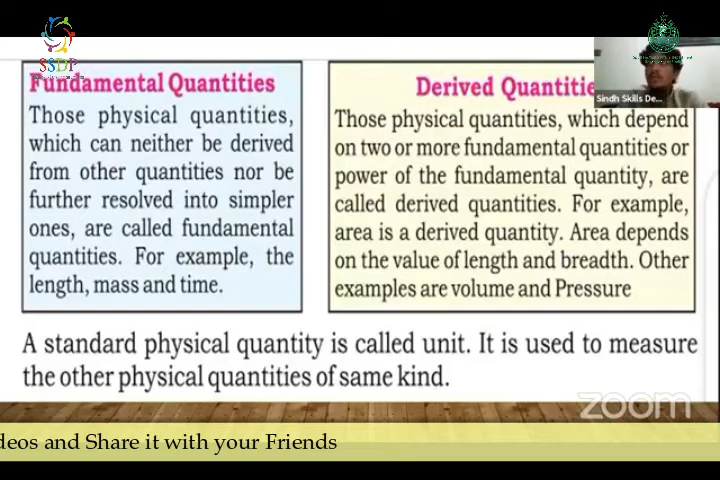 SSDP
Fundamental Quantities
Those physical quantities,
which can neither be derived
from other quantities nor be
further resolved into simpler
ones, are called fundamental
quantities. For example, the
length, mass and time.
Derived Quantitie
Those physical quantities, which depend
on two or more fundamental quantities or
power of the fundamental quantity, are
called derived quantities. For example,
area is a derived quantity. Area depends
on the value of length and breadth. Other
examples are volume and Pressure
Sindh Skills De...
A standard physical quantity is called unit. It is used to measure
the other physical quantities of same kind.
zoom
deos and Share it with your Friends